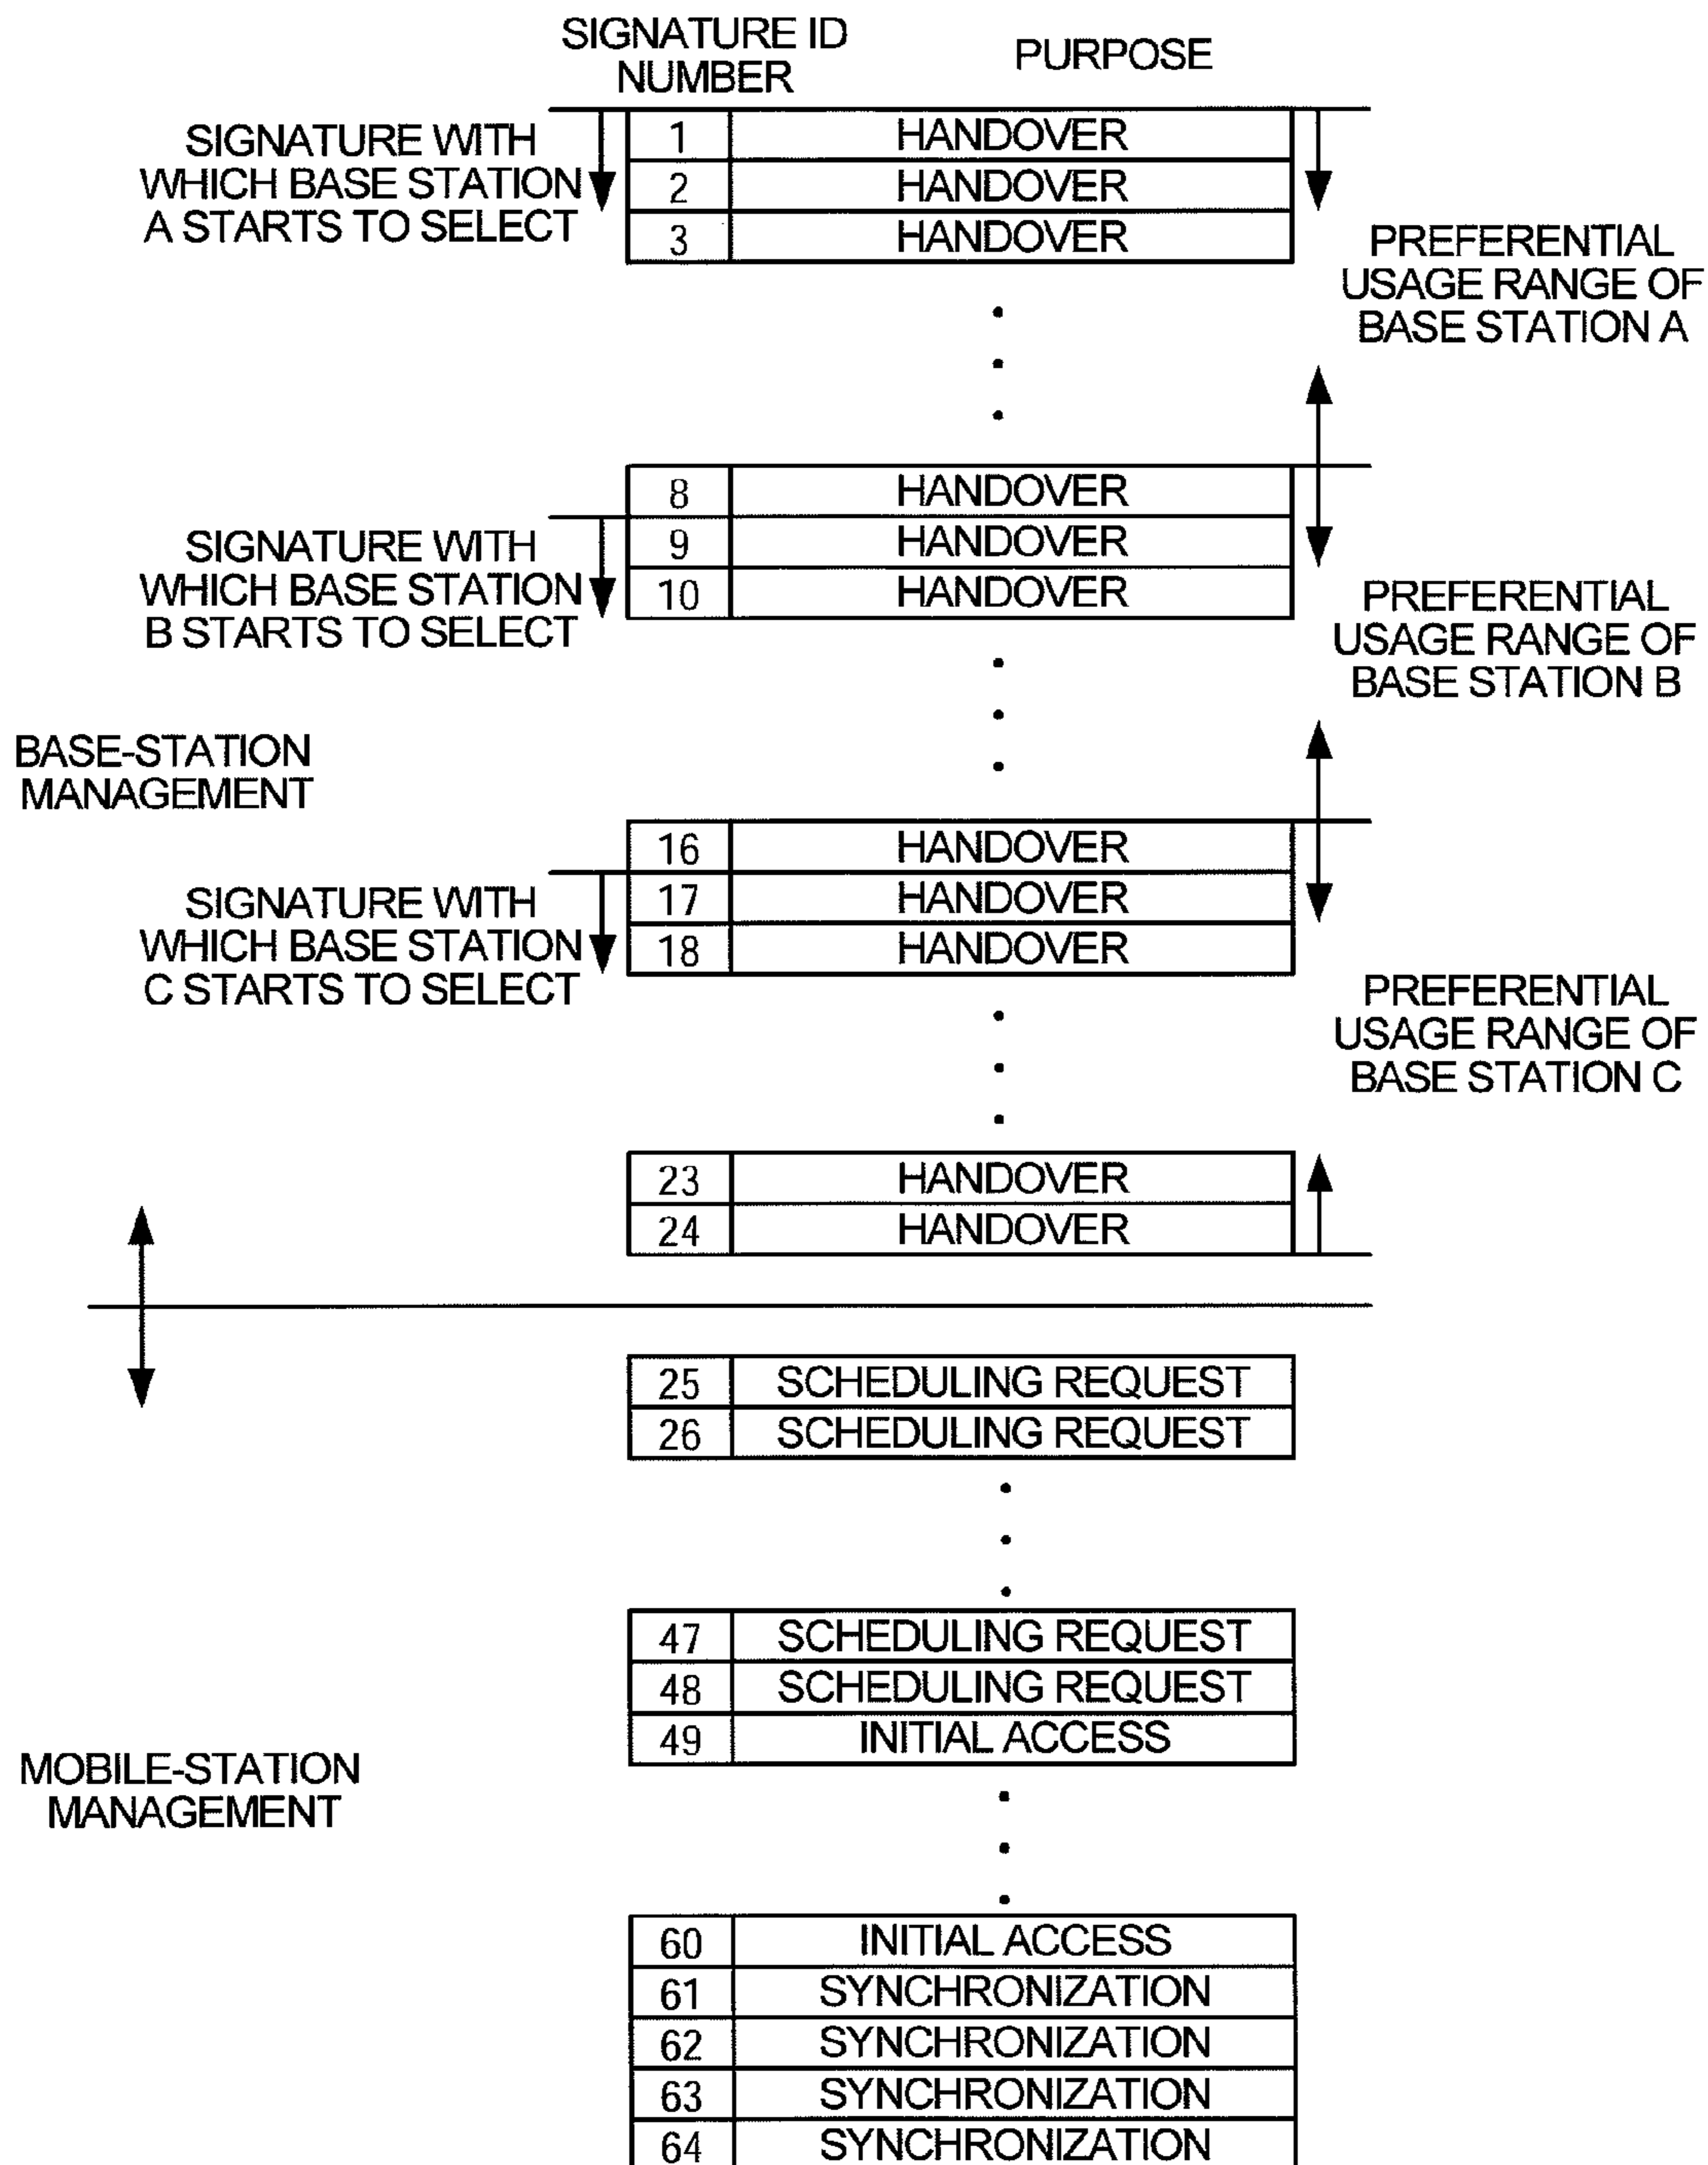 SIGNATURE ID
NUMBER
PURPOSE
SIGNATURE WITH
WHICH BASE STATION
A STARTS TO SELECT
1 HANDOVER
2 HANDOVER
3 HANDOVER
PREFERENTIAL
USAGE RANGE OF
BASE STATION A
8 HANDOVER
9 HANDOVER
10 HANDOVER
SIGNATURE WITH
WHICH BASE STATION
B STARTS TO SELECT
PREFERENTIAL
USAGE RANGE OF
BASE STATION B
BASE-STATION
MANAGEMENT
16 HANDOVER
17 HANDOVER
18 HANDOVER
SIGNATURE WITH
WHICH BASE STATION
C STARTS TO SELECT
PREFERENTIAL
USAGE RANGE OF
BASE STATION C
23 HANDOVER
24 HANDOVER
25 SCHEDULING REQUEST
26 SCHEDULING REQUEST
47 SCHEDULING REQUEST
48 SCHEDULING REQUEST
49 INITIAL ACCESS
MOBILE-STATION
MANAGEMENT
60 INITIAL ACCESS
61 SYNCHRONIZATION
62 SYNCHRONIZATION
63 SYNCHRONIZATION
64 SYNCHRONIZATION